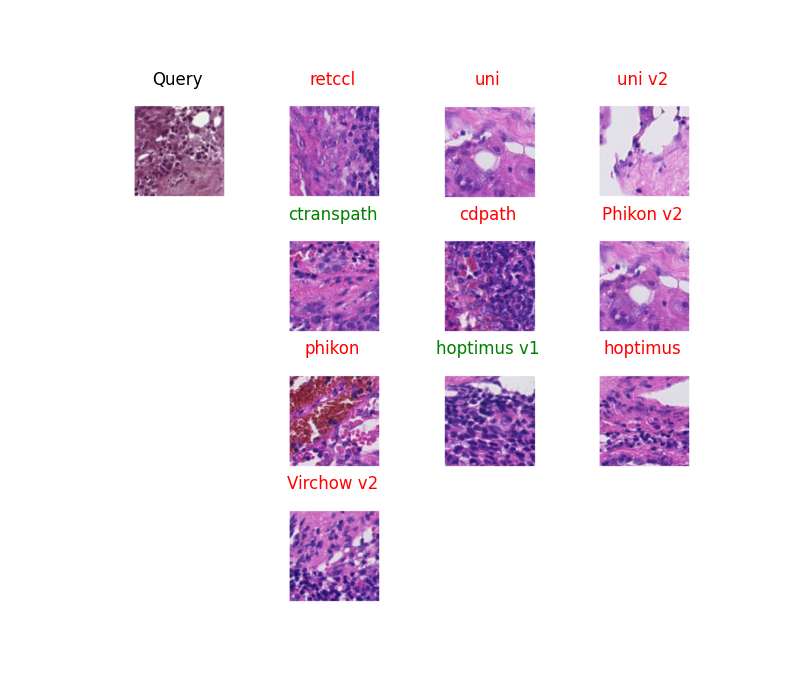 Query retccl uni uni v2
ctranspath cdpath Phikon v2
phikon hoptimus v1 hoptimus
Virchow v2